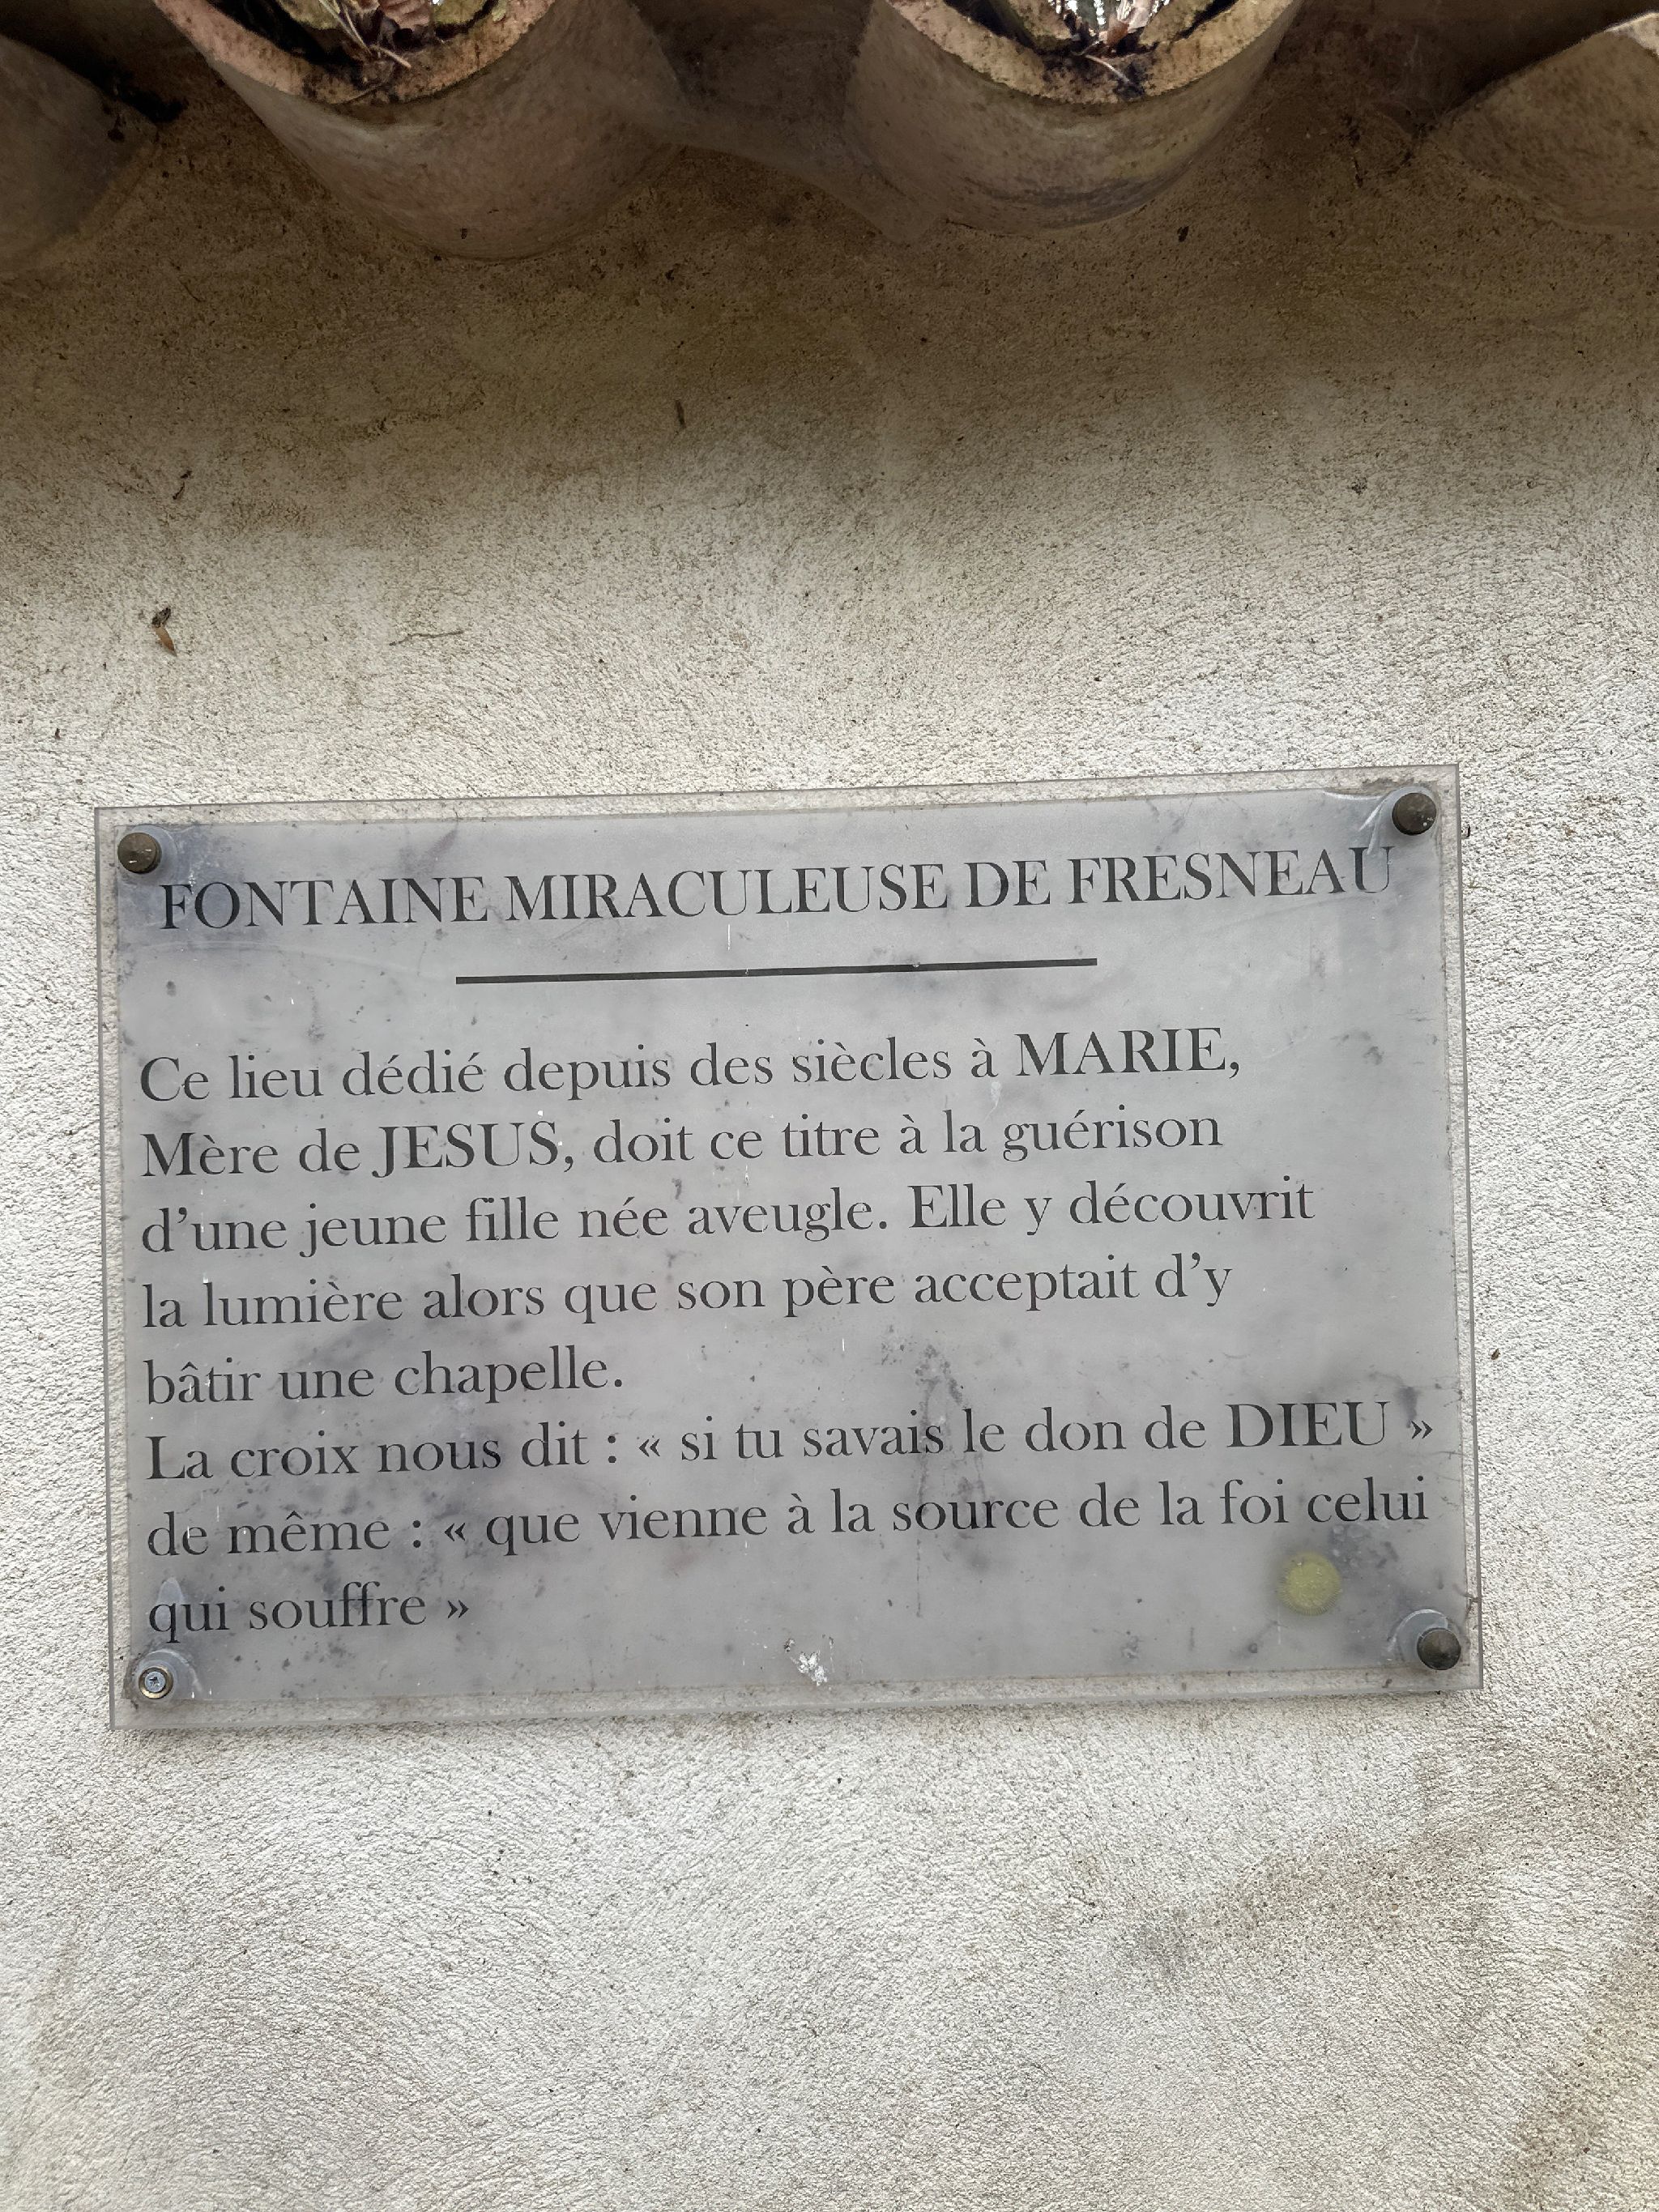 FONTAINE MIRACULEUSE DE FRESNEAU
Ce lieu dédié depuis des siècles à MARIE,
Mère de JESUS, doit ce titre à la guérison
d’une jeune fille née aveugle. Elle y découvrit
la lumière alors que son père acceptait d’y
bâtir une chapelle.
La croix nous dit : « si tu savais le don de DIEU »
de même : « que vienne à la source de la foi celui
qui souffre »